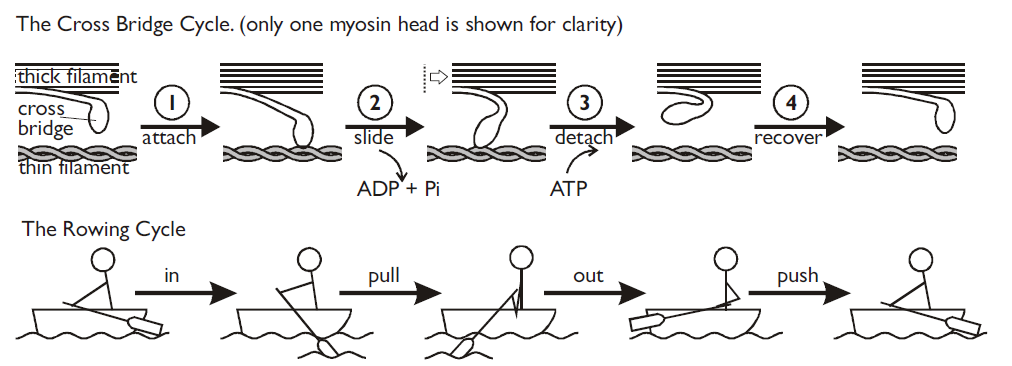 The Cross Bridge Cycle. (only one myosin head is shown for clarity)
thick filament
cross
bridge
thin filament
1
attach
2
slide
ADP + Pi
3
detach
ATP
4
recover
The Rowing Cycle
in
pull
out
push